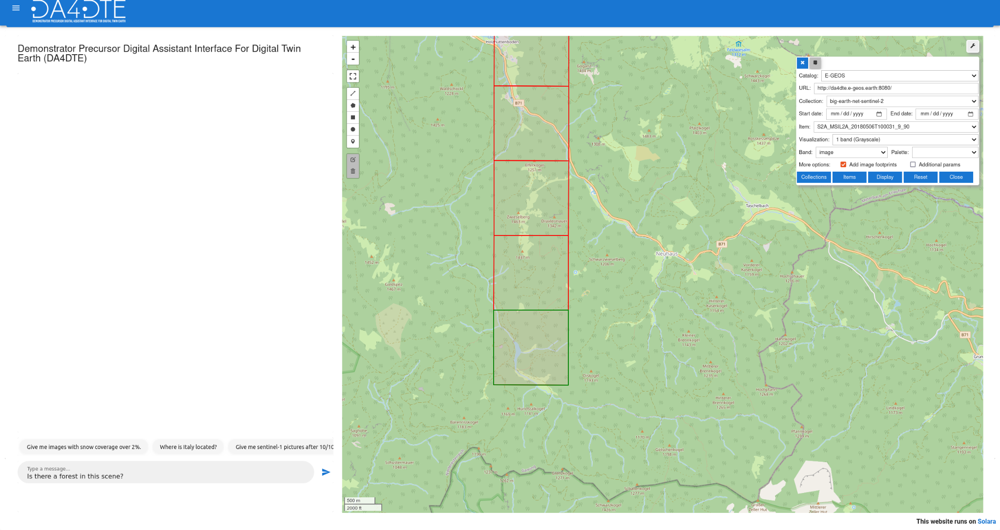 DA4DTE
DEMONSTRATOR PRECURSOR DIGITAL ASSISTANT INTERFACE FOR DIGITAL TWIN EARTH
Demonstrator Precursor Digital Assistant Interface For Digital Twin
Earth (DA4DTE)
Give me images with snow coverage over 2%.
Where is Italy located?
Give me sentinel-1 pictures after 10/10
Type a message...
Is there a forest in this scene?
+
-
Holzhüttenboden
Feldwiesalm
1312 m
Goganz
1434 m
Schwarzkogel
1443 m
1195 m
Waldschöckl
1228 m
B71
1425 m
Pfalzkogel
1403 m
1483 m
1308 m
Rosskesselspitze
1437 m
Elferkogel
1251 m
Mitterbach am Erlaufsee
Taschelbach
Zwieselberg
1463 m
Draxlermauer
1342 m
Hirschenkogel
Hochkogel
1134 m
B71
Neuhaus
1437 m
1452 m
Schwarzwieselberg
1206 m
Vorderer
Kaserkogel
1159 m
Hochschauer
1216 m
Goldspitz
1467 m
Hinterer
Kaserkogel
1154 m
Kleiner
Brennkogel
1143 m
Hahnkogel
1202 m
B71
Grun
Mittlerer
Brennkogel
1235 m
Oiskogel
1193 m
Hochpfann
1268 m
Hinterer
Brennkogel
1265 m
Lindkogel
1173 m
Hundstalkogel
1141 m
1169 m
Bärenrisskogel
1183 m
Saghöhe
1091 m
1170 m
Pfannkogel
1299 m
Götschenkogel
1198 m
Stangenriegel
1193 m
1196 m
Niederösterreich
Schustermauer
1048 m
1237 m
Gaming
1262 m
Grenzkogel
1271 m
Schallenkogel
1277 m
Schwarzkogel
1426 m
Großer
Zeller Hut
Mittlerer
Zeller Hut
500 m
2000 ft
Catalog: E-GEOS
URL: http://da4dte.e-geos.earth:8080/
Collection: big-earth-net-sentinel-2
Start date: mm/dd/yyyy End date: mm/dd/yyyy
Item: S2A_MSIL2A_20180506T100031_9_90
Visualization: 1 band (Grayscale)
Band: image Palette:
More options: Add image footprints Additional params
Collections Items Display Reset Close
This website runs on Solara